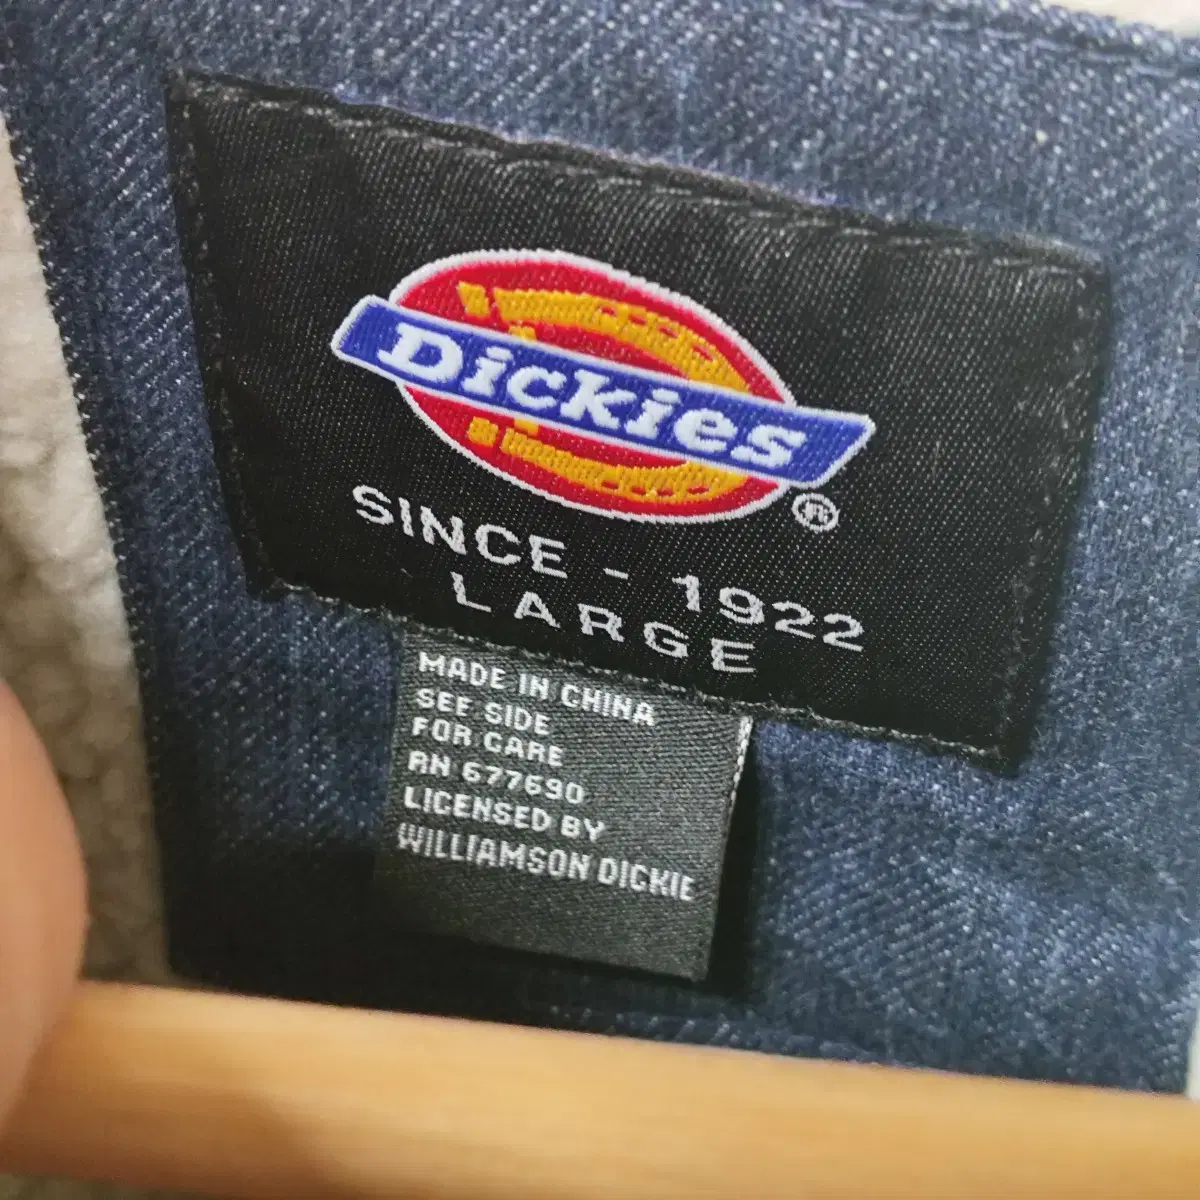 Dickies
®
SINCE - 1922
LARGE
MADE IN CHINA
SEE SIDE
FOR CARE
RN 677690
LICENSED BY
WILLIAMSON DICKIE